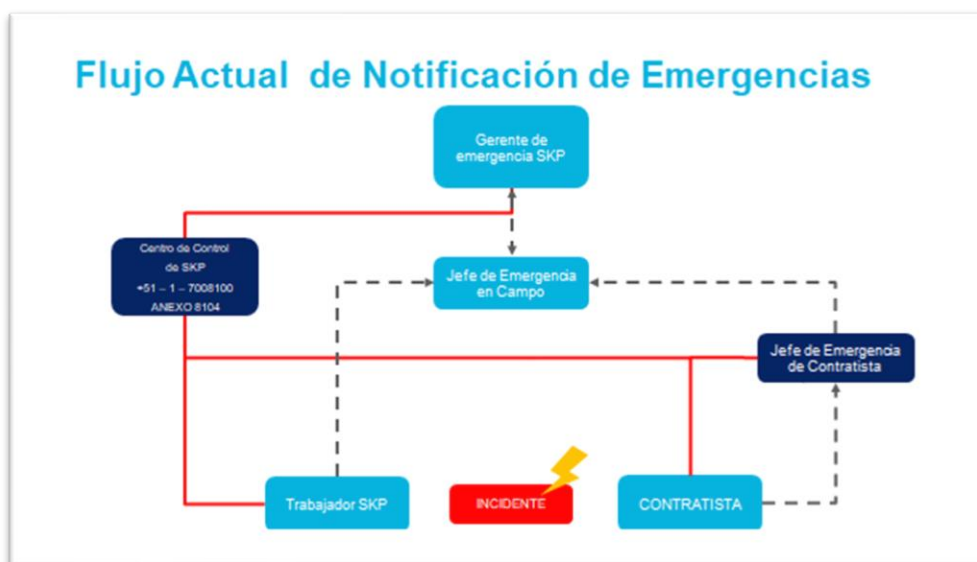 Flujo Actual de Notificación de Emergencias
Gerente de
emergencia SKP
Centro de Control
de SKP
+51 – 1 – 7008100
ANEXO 8104
Jefe de Emergencia
en Campo
Jefe de Emergencia
de Contratista
Trabajador SKP
INCIDENTE
CONTRATISTA